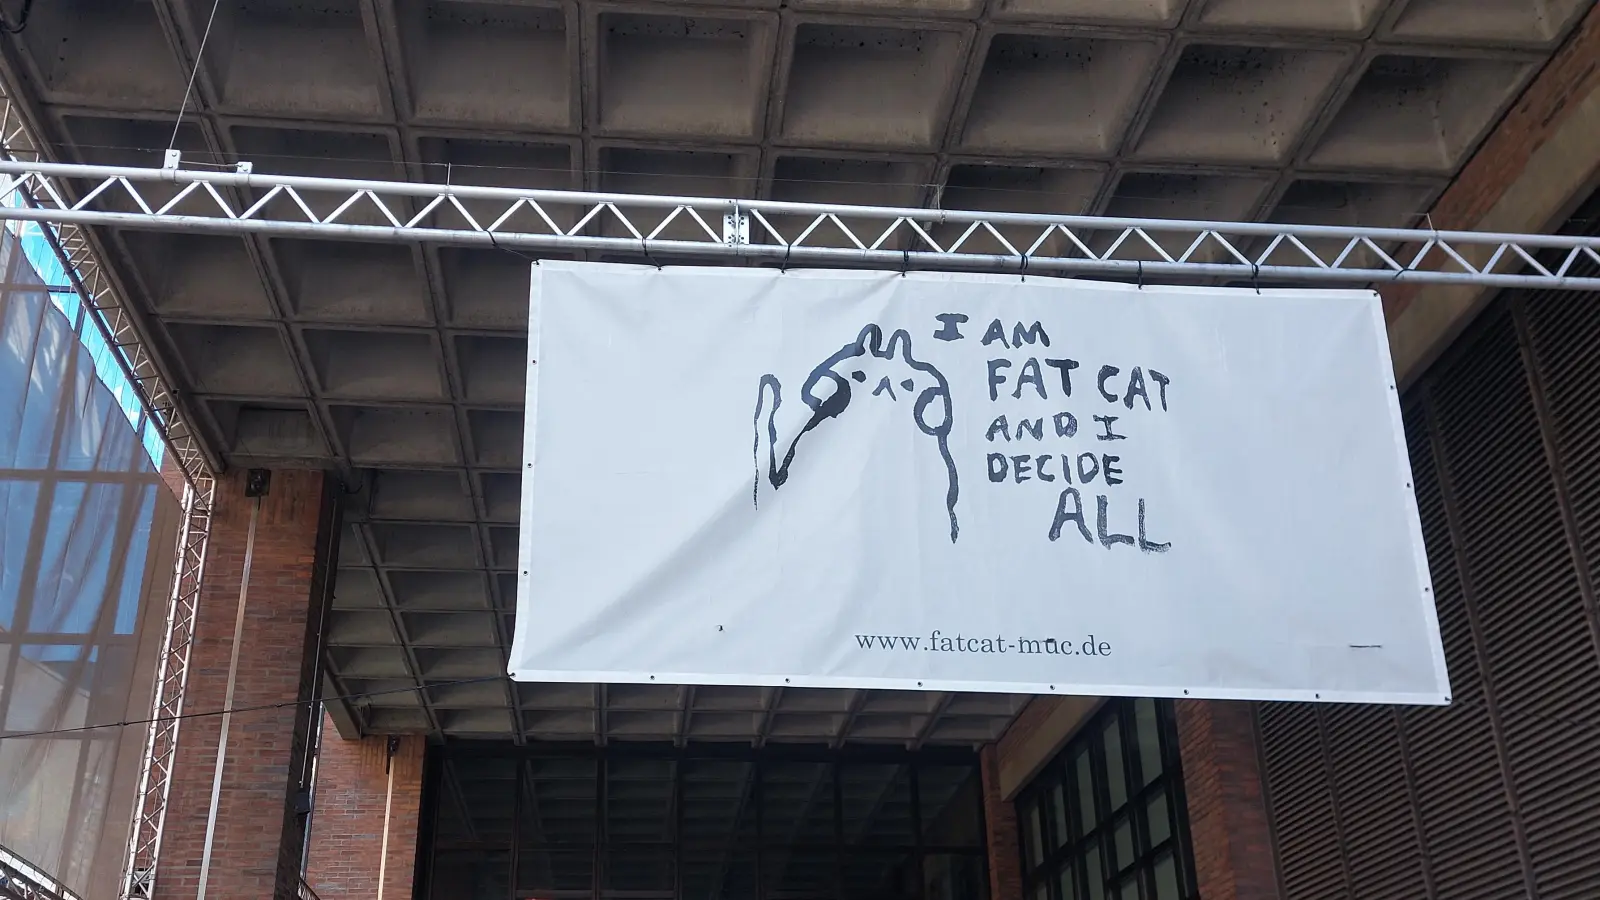 I AM
FAT CAT
AND I
DECIDE
ALL
www.fatcat-muc.de